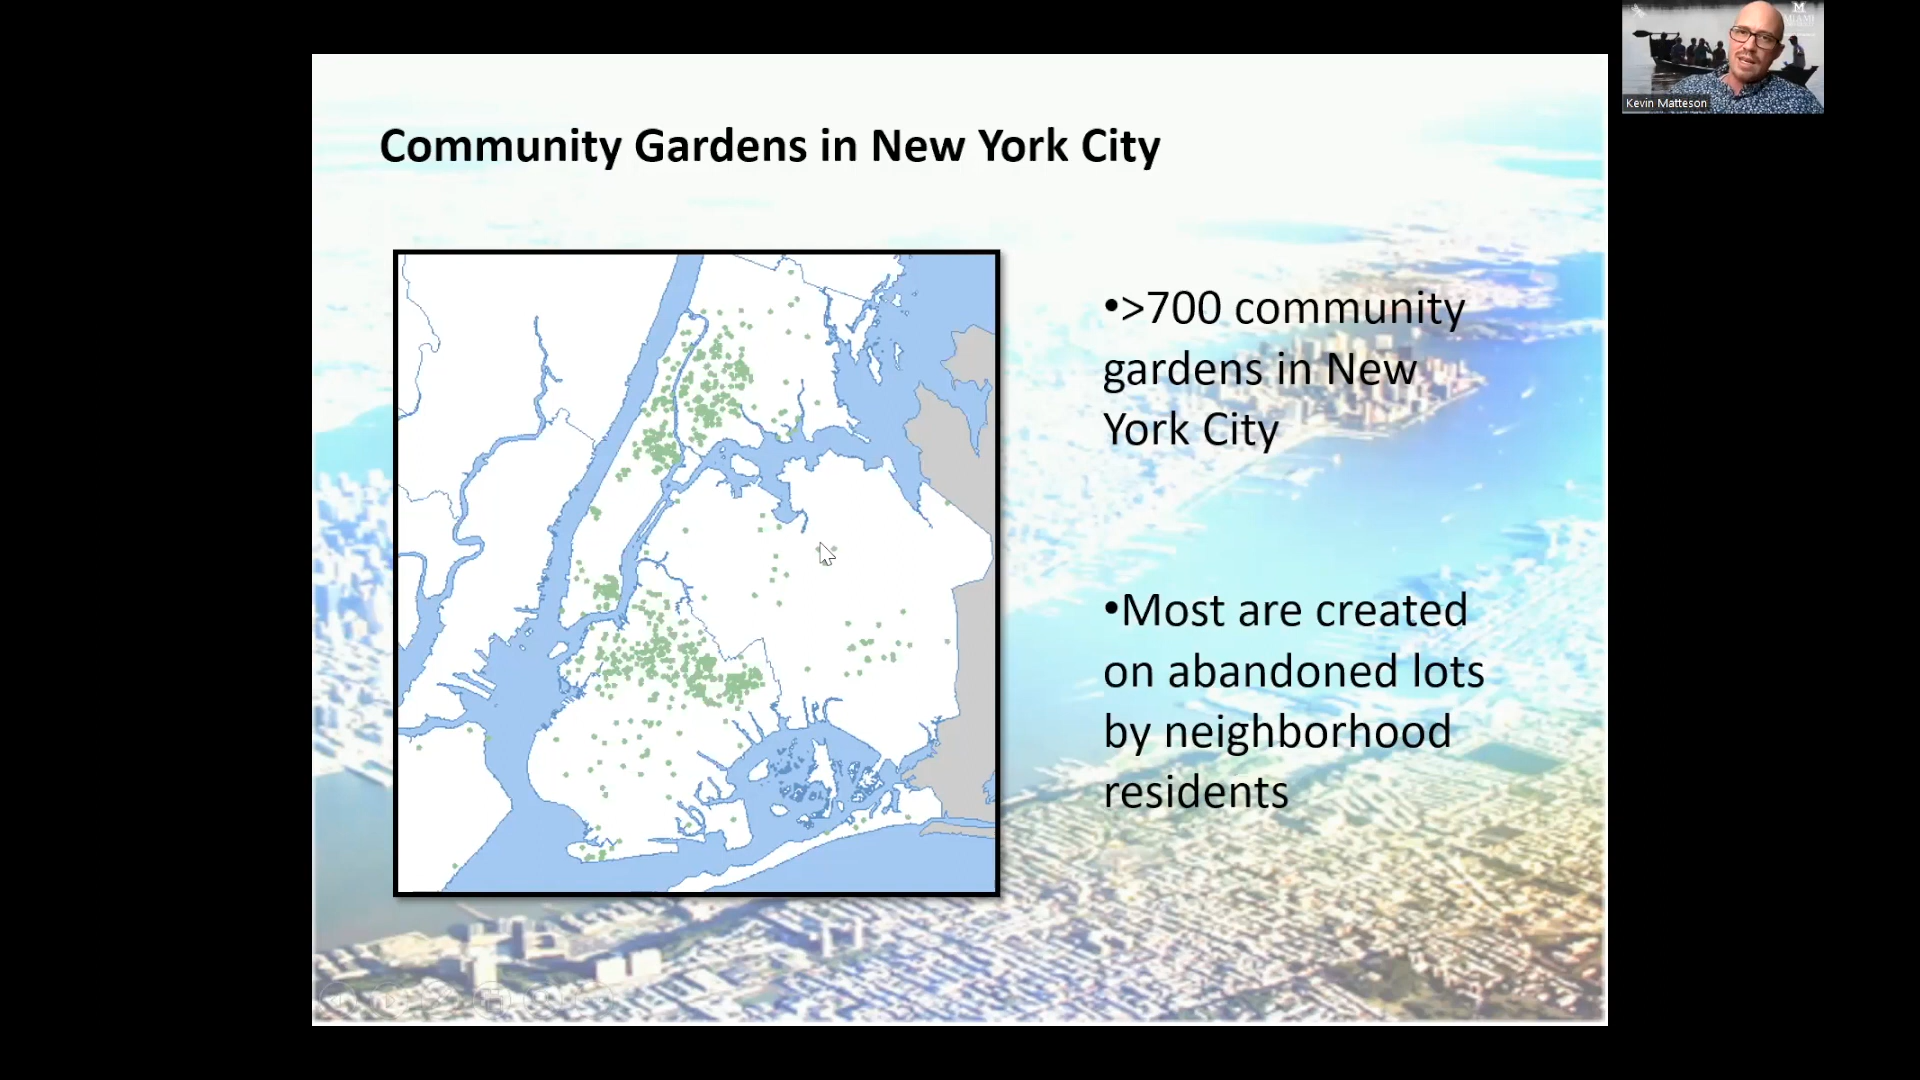 MIAMI
Kevin Matteson
Community Gardens in New York City
•>700 community
gardens in New
York City
•Most are created
on abandoned lots
by neighborhood
residents